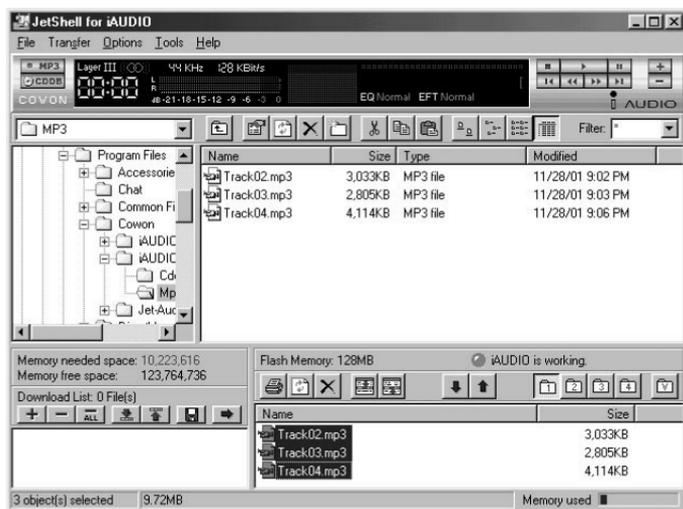 JetShell for iAUDIO
File Transfer Options Tools Help
MP3 Layer III 44 KHz 128 KBit/s
CDDB 00:00 L
R
COWON dB -21 -18 -15 -12 -9 -6 -3 0 EQ Normal EFT Normal
i AUDIO
MP3 Filter: *
Program Files
Accessorie
Chat
Common Fi
Cowon
iAUDIO
iAUDIO
Cd
Mp
Jet-Aud
Name Size Type Modified
Track02.mp3 3,033KB MP3 file 11/28/01 9:02 PM
Track03.mp3 2,805KB MP3 file 11/28/01 9:03 PM
Track04.mp3 4,114KB MP3 file 11/28/01 9:06 PM
Memory needed space: 10,223,616
Memory free space: 123,764,736
Download List: 0 File(s)
ALL
Flash Memory: 128MB iAUDIO is working.
1 2 3 4 V
Name Size
Track02.mp3 3,033KB
Track03.mp3 2,805KB
Track04.mp3 4,114KB
3 object(s) selected 9.72MB Memory used